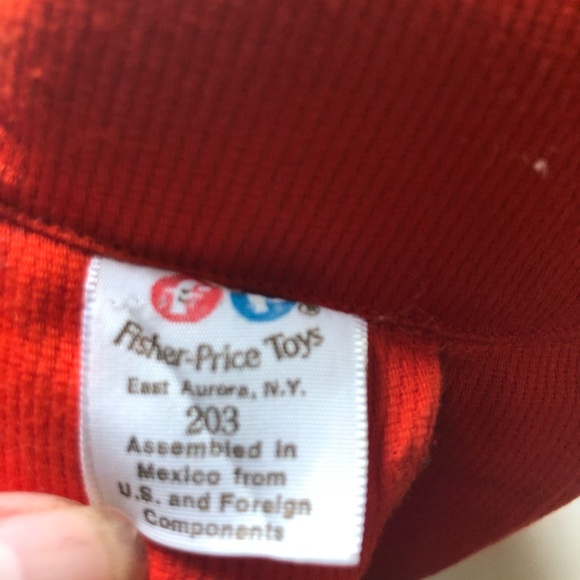 Fisher-Price Toys
East Aurora, N.Y.
203
Assembled in
Mexico from
U.S. and Foreign
Components